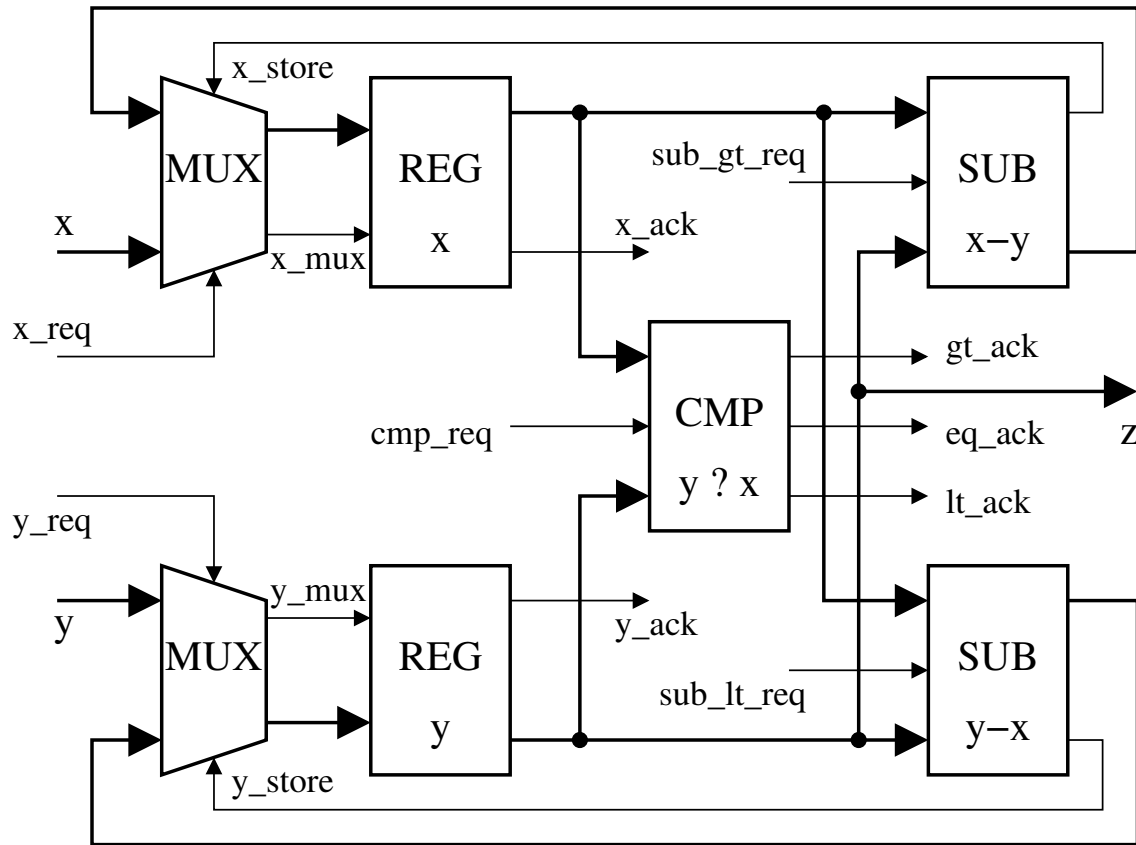 x_store
MUX
REG
x
sub_gt_req
SUB
x−y
x
x_mux
x_ack
x_req
gt_ack
cmp_req
CMP
y ? x
eq_ack
z
y_req
lt_ack
y
MUX
y_mux
REG
y
y_ack
sub_lt_req
SUB
y−x
y_store